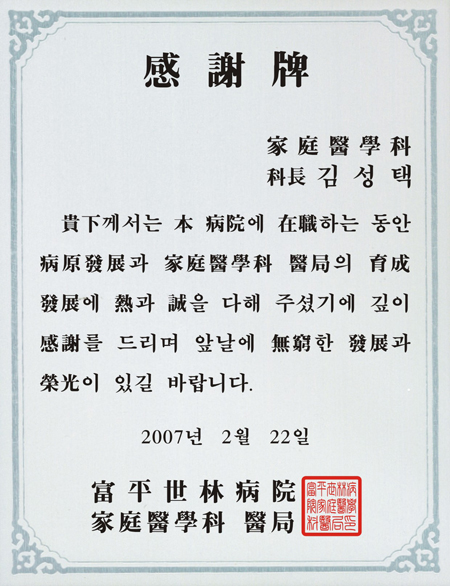 感謝牌
家庭醫學科
科長 김성택
貴下께서는 本 病院에 在職하는 동안
病原發展과 家庭醫學科 醫局의 育成
發展에 熱과 誠을 다해 주셨기에 깊이
感謝를 드리며 앞날에 無窮한 發展과
榮光이 있길 바랍니다.
2007년 2월 22일
富平世林病院
家庭醫學科 醫局